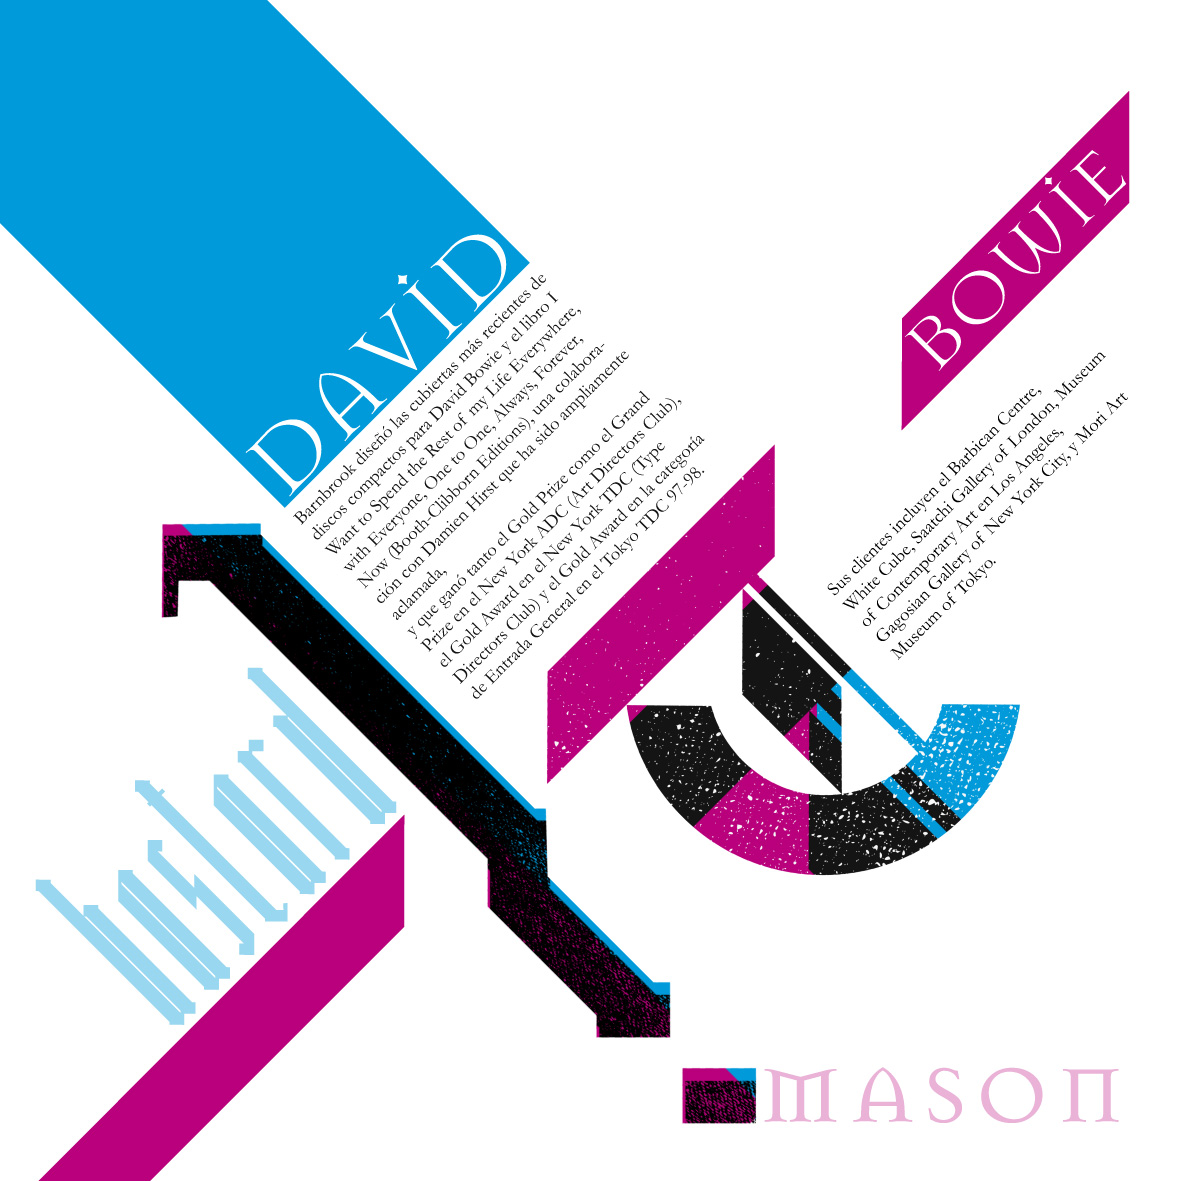 DAVID
BOWIE
Barnbrook diseñó las cubiertas más recientes de
discos compactos para David Bowie y el libro I
Want to Spend the Rest of my Life Everywhere,
with Everyone, One to One, Always, Forever,
Now (Booth-Clibborn Editions), una colabora-
ción con Damien Hirst que ha sido ampliamente
aclamada,
y que ganó tanto el Gold Prize como el Grand
Prize en el New York ADC (Art Directors Club),
el Gold Award en el New York TDC (Type
Directors Club) y el Gold Award en la categoría
de Entrada General en el Tokyo TDC 97-98.
Sus clientes incluyen el Barbican Centre,
White Cube, Saatchi Gallery of London, Museum
of Contemporary Art en Los Angeles,
Gagosian Gallery of New York City, y Mori Art
Museum of Tokyo.
bastard
MASON